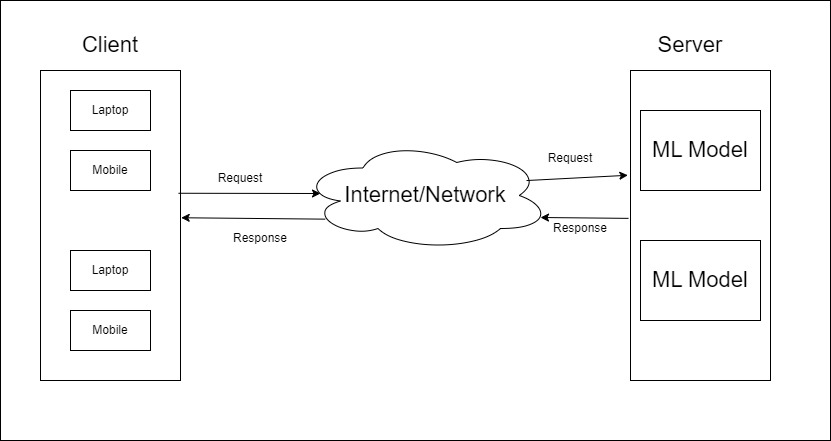 Client
Server
Laptop
Mobile
Laptop
Mobile
Request
Response
Internet/Network
Request
Response
ML Model
ML Model